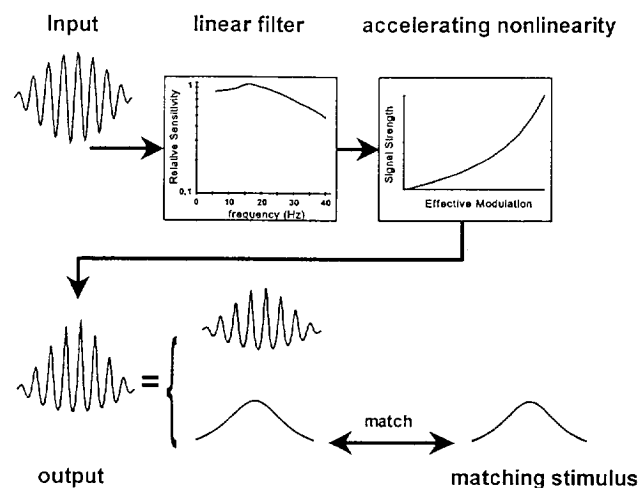 Input
linear filter
accelerating nonlinearity
Relative Sensitivity
1
0.1
0
10
20
30
40
frequency (Hz)
Signal Strength
Effective Modulation
=
match
output
matching stimulus